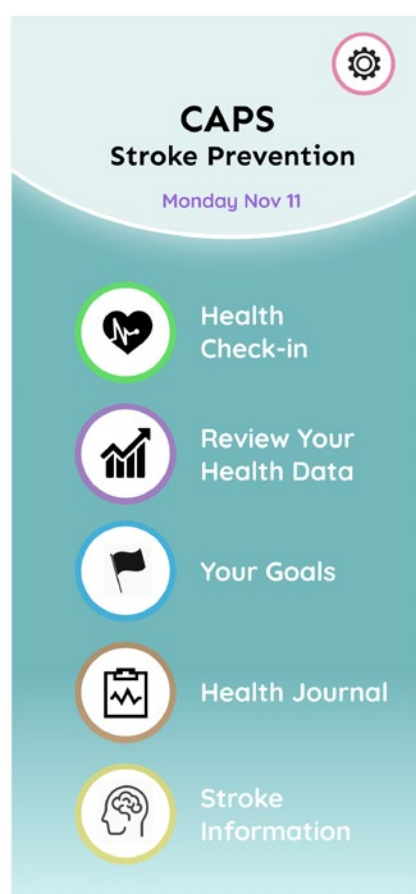 CAPS
Stroke Prevention
Monday Nov 11
Health
Check-in
Review Your
Health Data
Your Goals
Health Journal
Stroke
Information